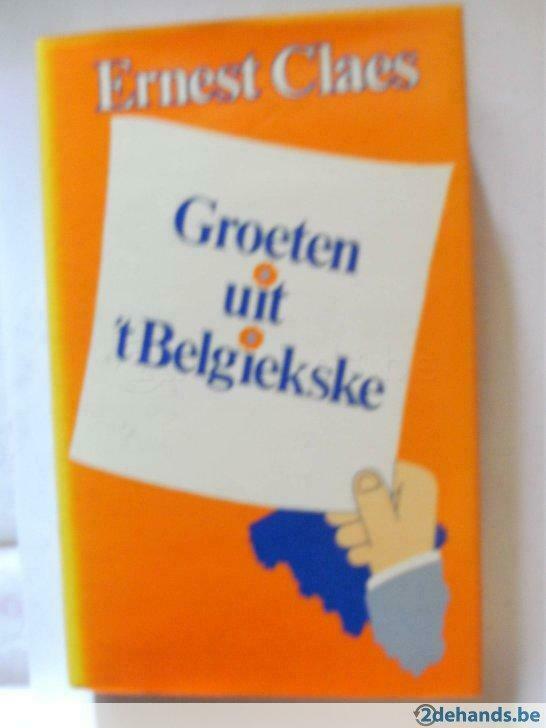 Ernest Claes
Groeten
uit
't Belgiekske
2dehands.be